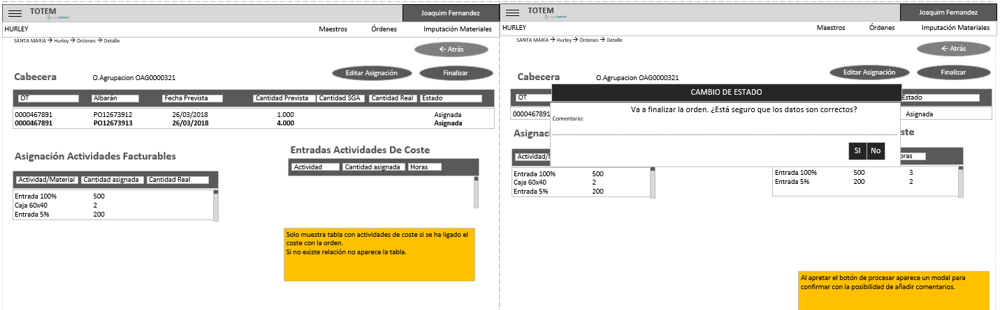 TOTEM
Joaquim Fernandez
HURLEY
Maestros Órdenes Imputación Materiales
SANTA MARÍA → Hurley → Órdenes → Detalle
← Atrás
Editar Asignación Finalizar
Cabecera O.Agrupacion OAG0000321
OT Albarán Fecha Prevista Cantidad Prevista Cantidad SGA Cantidad Real Estado
0000467891 PO12673912 26/03/2018 1.000 Asignada
0000467891 PO12673913 26/03/2018 4.000 Asignada
Asignación Actividades Facturables
Actividad/Material Cantidad asignada Cantidad Real
Entrada 100% 500
Caja 60x40 2
Entrada 5% 200
Entradas Actividades De Coste
Actividad Cantidad asignada Horas
Solo muestra tabla con actividades de coste si se ha ligado el
coste con la orden.
Si no existe relación no aparece la tabla.
TOTEM
Joaquim Fernandez
HURLEY
Maestros Órdenes Imputación Materiales
SANTA MARÍA → Hurley → Órdenes → Detalle
← Atrás
Editar Asignación Finalizar
Cabecera O.Agrupacion OAG0000321
OT Estado
0000467891 Asignada
CAMBIO DE ESTADO
Va a finalizar la orden. ¿Está seguro que los datos son correctos?
Comentario:
SI No
Asignaci
Actividad/M
Entrada 100% 500
Caja 60x40 2
Entrada 5% 200
ste
oras
Entrada 100% 500 3
Entrada 5% 200 2
Al apretar el botón de procesar aparece un modal para
confirmar con la posibilidad de añadir comentarios.